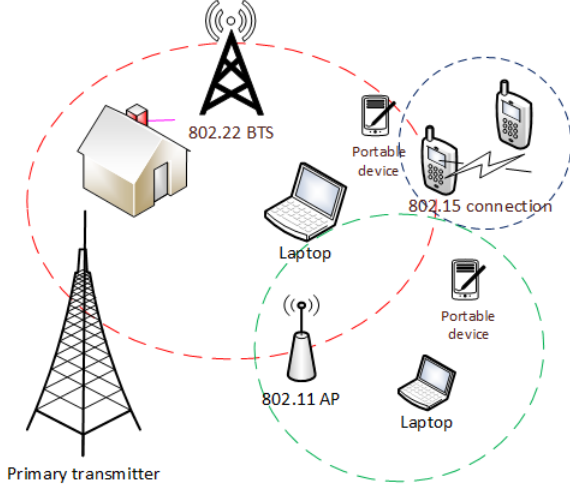 802.22 BTS
Portable
device
802.15 connection
Laptop
Portable
device
802.11 AP
Laptop
Primary transmitter